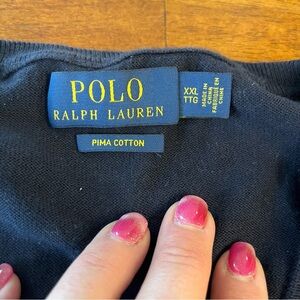 POLO
RALPH LAUREN
PIMA COTTON
XXL
TTG
MADE IN
CHINA
FABRIQUÉ EN
CHINE